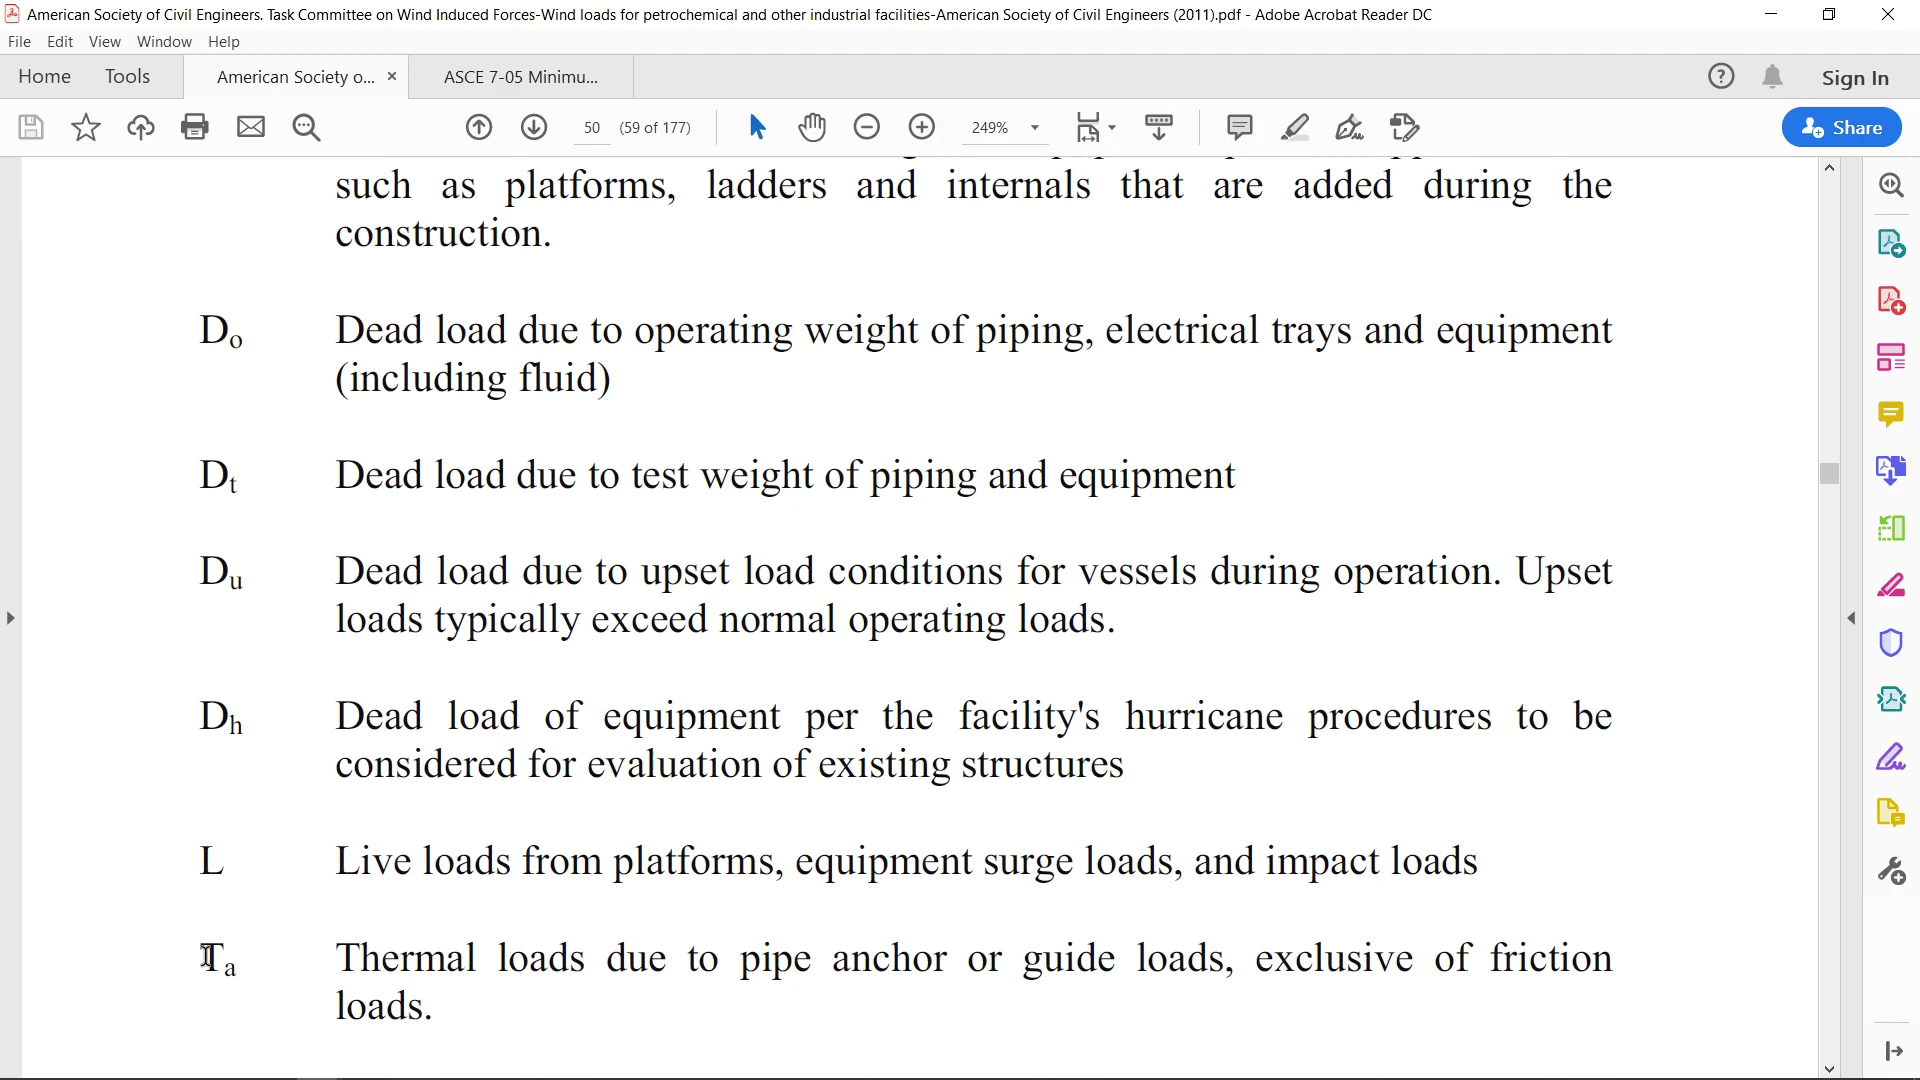 American Society of Civil Engineers. Task Committee on Wind Induced Forces-Wind loads for petrochemical and other industrial facilities-American Society of Civil Engineers (2011).pdf - Adobe Acrobat Reader DC
File Edit View Window Help
Home Tools American Society o... × ASCE 7-05 Minimu... Sign In
50 (59 of 177) 249% Share
such as platforms, ladders and internals that are added during the
construction.
Do Dead load due to operating weight of piping, electrical trays and equipment
(including fluid)
Dt Dead load due to test weight of piping and equipment
Du Dead load due to upset load conditions for vessels during operation. Upset
loads typically exceed normal operating loads.
Dh Dead load of equipment per the facility's hurricane procedures to be
considered for evaluation of existing structures
L Live loads from platforms, equipment surge loads, and impact loads
Ta Thermal loads due to pipe anchor or guide loads, exclusive of friction
loads.